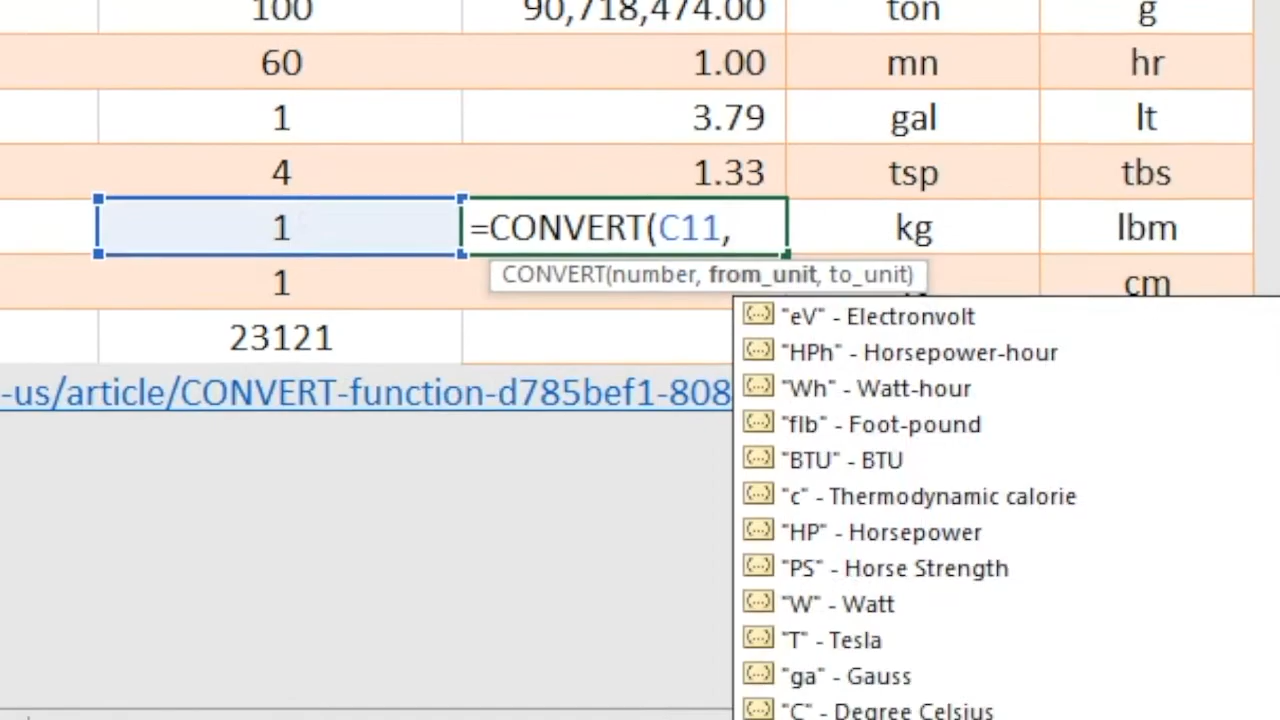 100 90,718,474.00 ton g
60 1.00 mn hr
1 3.79 gal lt
4 1.33 tsp tbs
1 =CONVERT(C11, kg lbm
CONVERT(number, from_unit, to_unit)
1 cm
23121
-us/article/CONVERT-function-d785bef1-808
"eV" - Electronvolt
"HPh" - Horsepower-hour
"Wh" - Watt-hour
"flb" - Foot-pound
"BTU" - BTU
"c" - Thermodynamic calorie
"HP" - Horsepower
"PS" - Horse Strength
"W" - Watt
"T" - Tesla
"ga" - Gauss
"C" - Degree Celsius